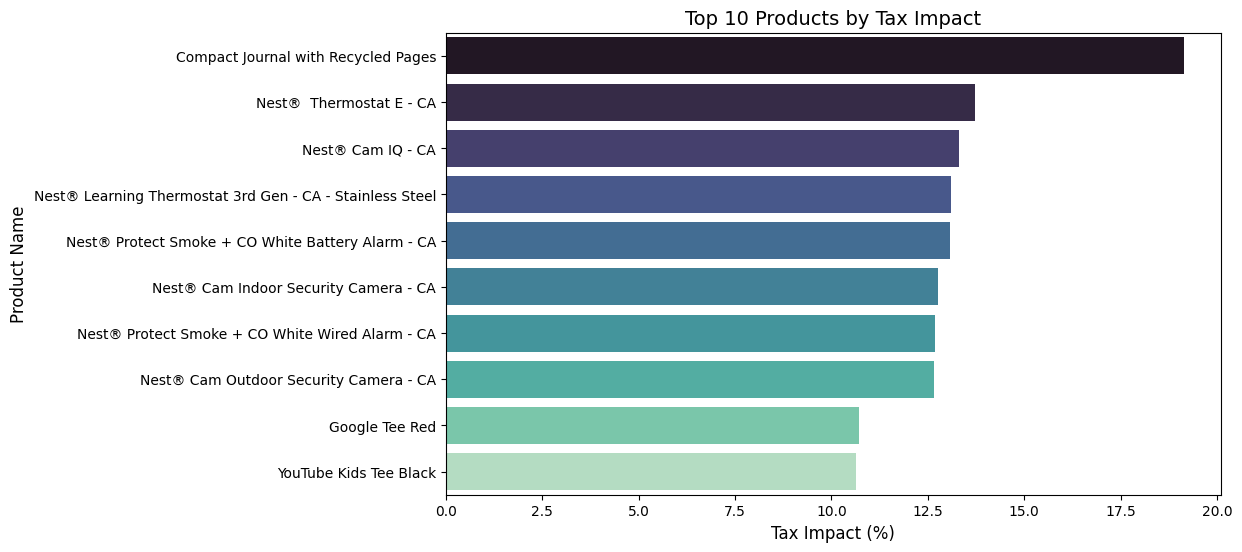 Top 10 Products by Tax Impact
Product Name
Compact Journal with Recycled Pages
Nest®  Thermostat E - CA
Nest® Cam IQ - CA
Nest® Learning Thermostat 3rd Gen - CA - Stainless Steel
Nest® Protect Smoke + CO White Battery Alarm - CA
Nest® Cam Indoor Security Camera - CA
Nest® Protect Smoke + CO White Wired Alarm - CA
Nest® Cam Outdoor Security Camera - CA
Google Tee Red
YouTube Kids Tee Black
0.0 2.5 5.0 7.5 10.0 12.5 15.0 17.5 20.0
Tax Impact (%)